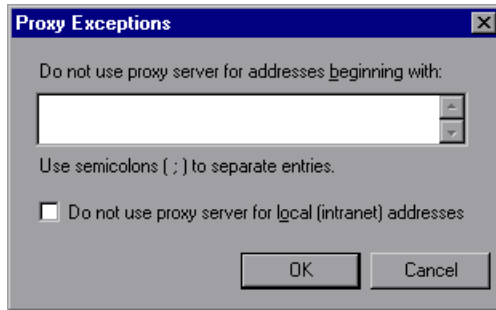 Proxy Exceptions
Do not use proxy server for addresses beginning with:
Use semicolons ( ; ) to separate entries.
Do not use proxy server for local (intranet) addresses
OK
Cancel